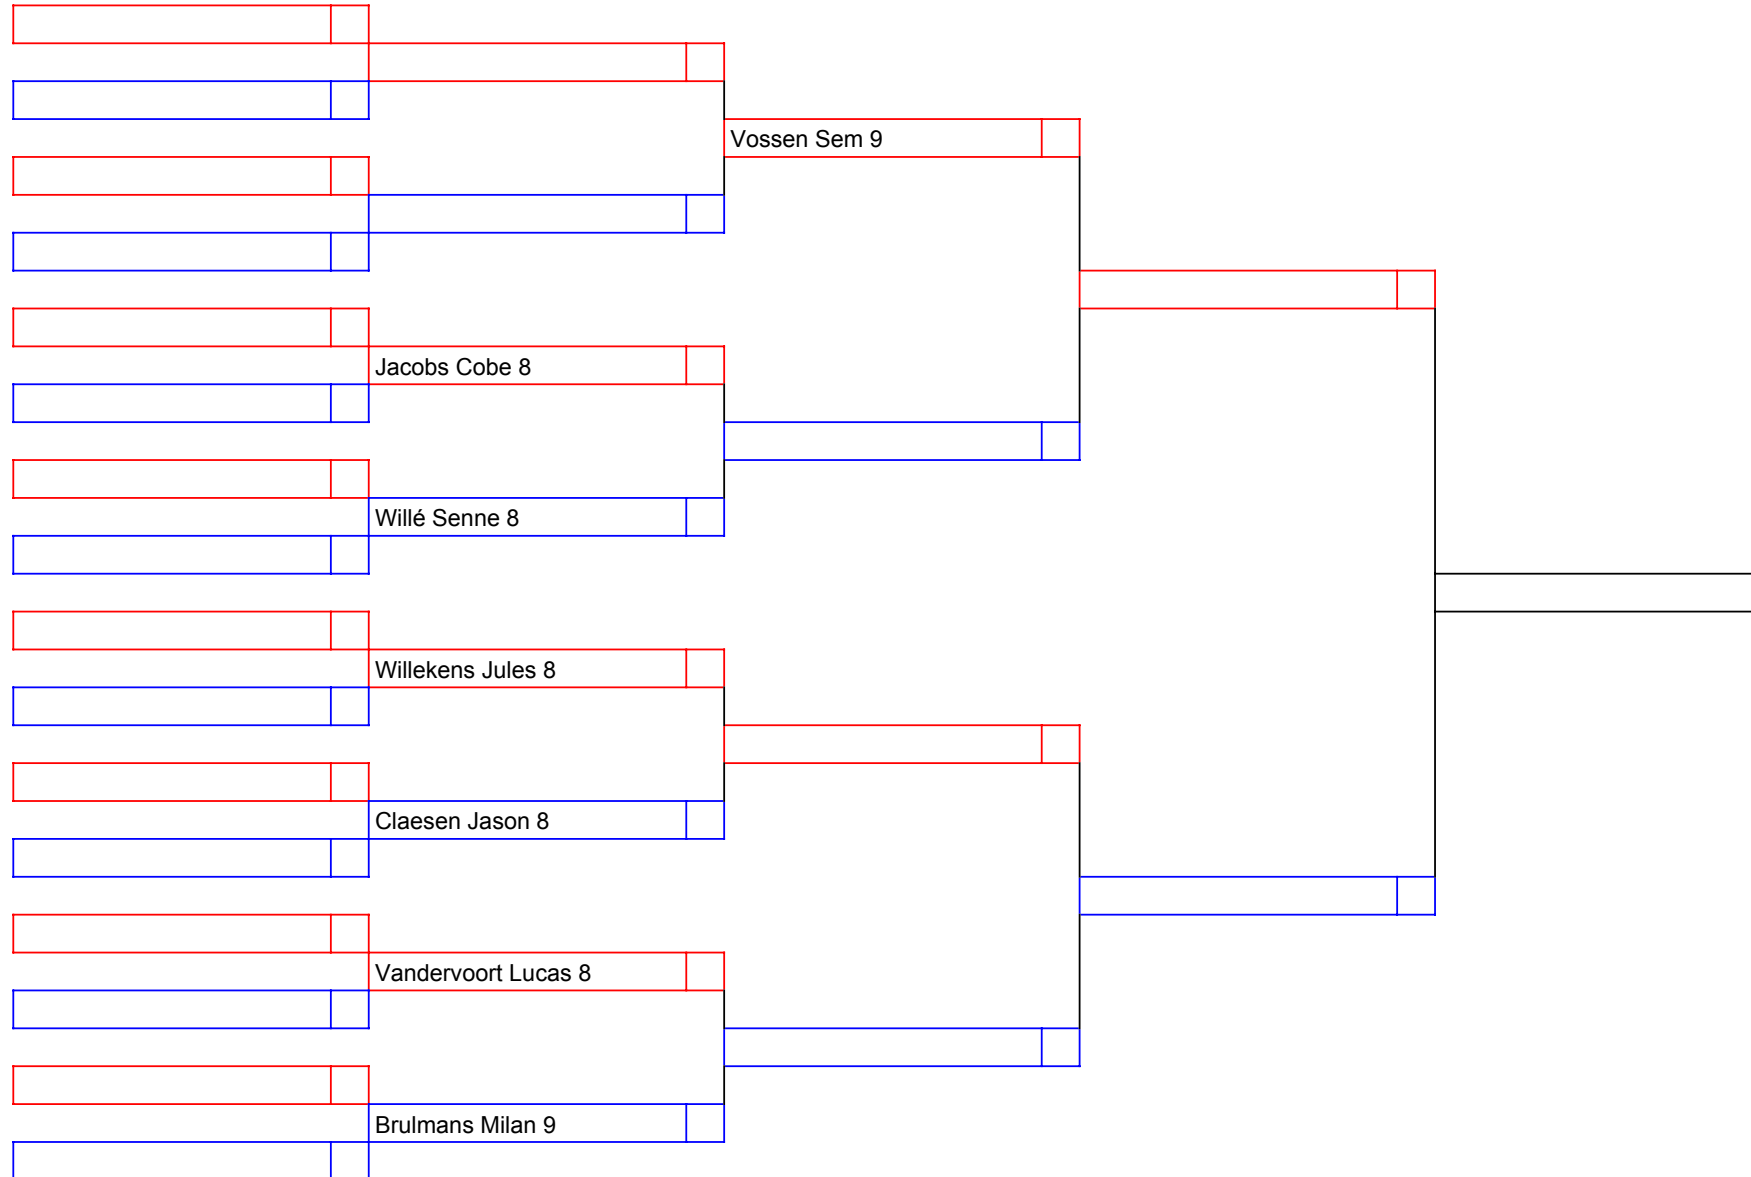 Vossen Sem 9
Jacobs Cobe 8
Willé Senne 8
Willekens Jules 8
Claesen Jason 8
Vandervoort Lucas 8
Brulmans Milan 9